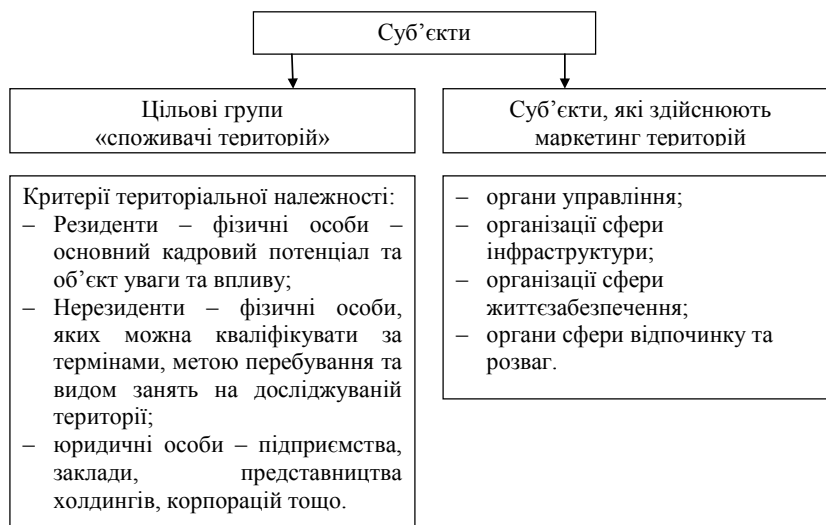 Суб’єкти
Цільові групи
«споживачі територій»
Суб’єкти, які здійснюють
маркетинг територій
Критерії територіальної належності:
– Резиденти – фізичні особи –
основний кадровий потенціал та
об’єкт уваги та впливу;
– Нерезиденти – фізичні особи,
яких можна кваліфікувати за
термінами, метою перебування та
видом занять на досліджуваній
території;
– юридичні особи – підприємства,
заклади, представництва
холдингів, корпорацій тощо.
– органи управління;
– організації сфери
інфраструктури;
– організації сфери
життєзабезпечення;
– органи сфери відпочинку та
розваг.